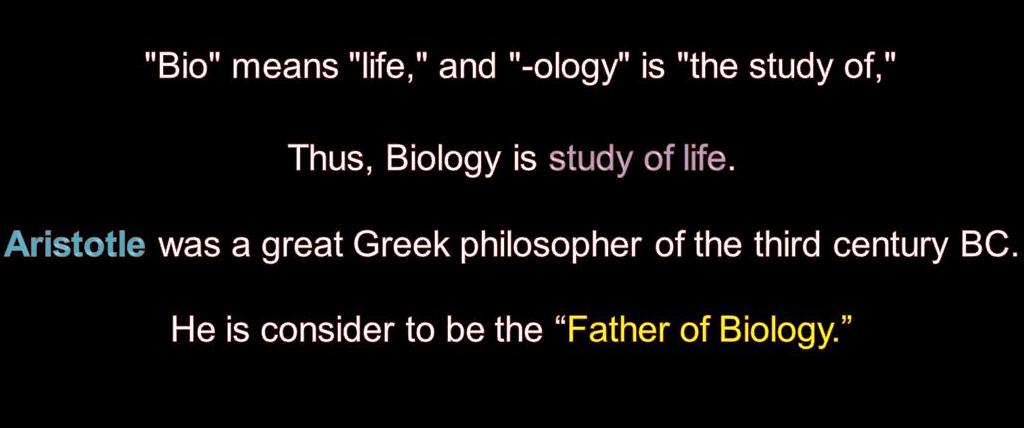 "Bio" means "life," and "-ology" is "the study of,"
Thus, Biology is study of life.
Aristotle was a great Greek philosopher of the third century BC.
He is consider to be the “Father of Biology.”